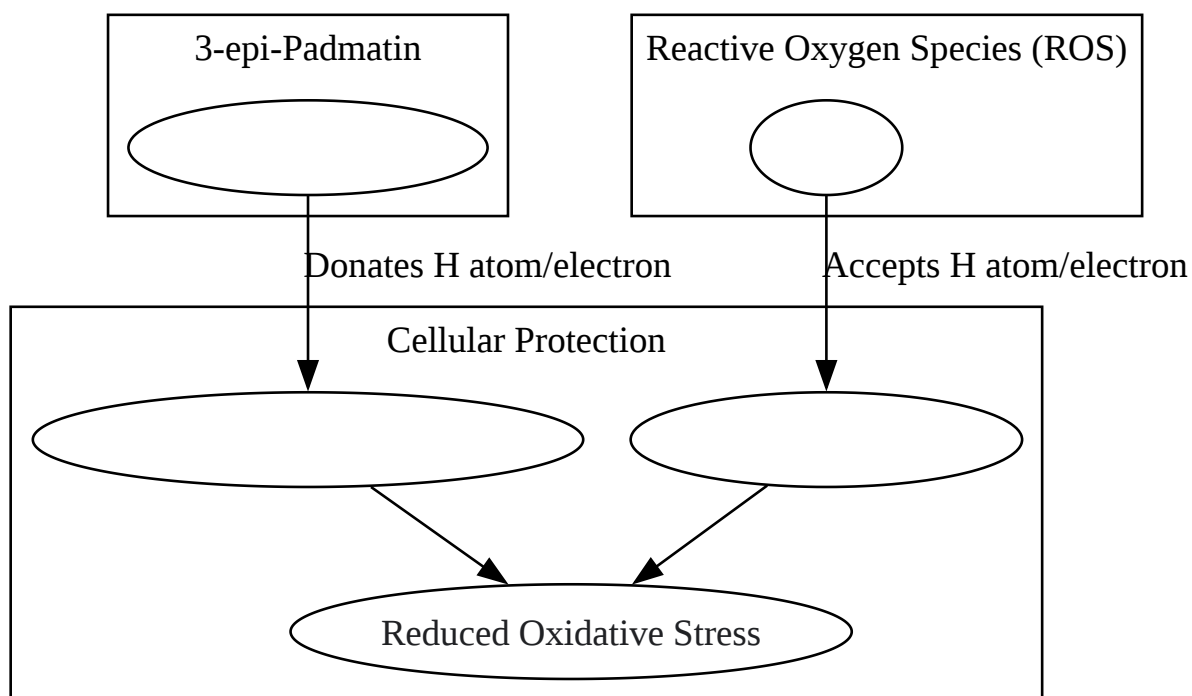 3-epi-Padmatin
Reactive Oxygen Species (ROS)
Donates H atom/electron
Accepts H atom/electron
Cellular Protection
Reduced Oxidative Stress